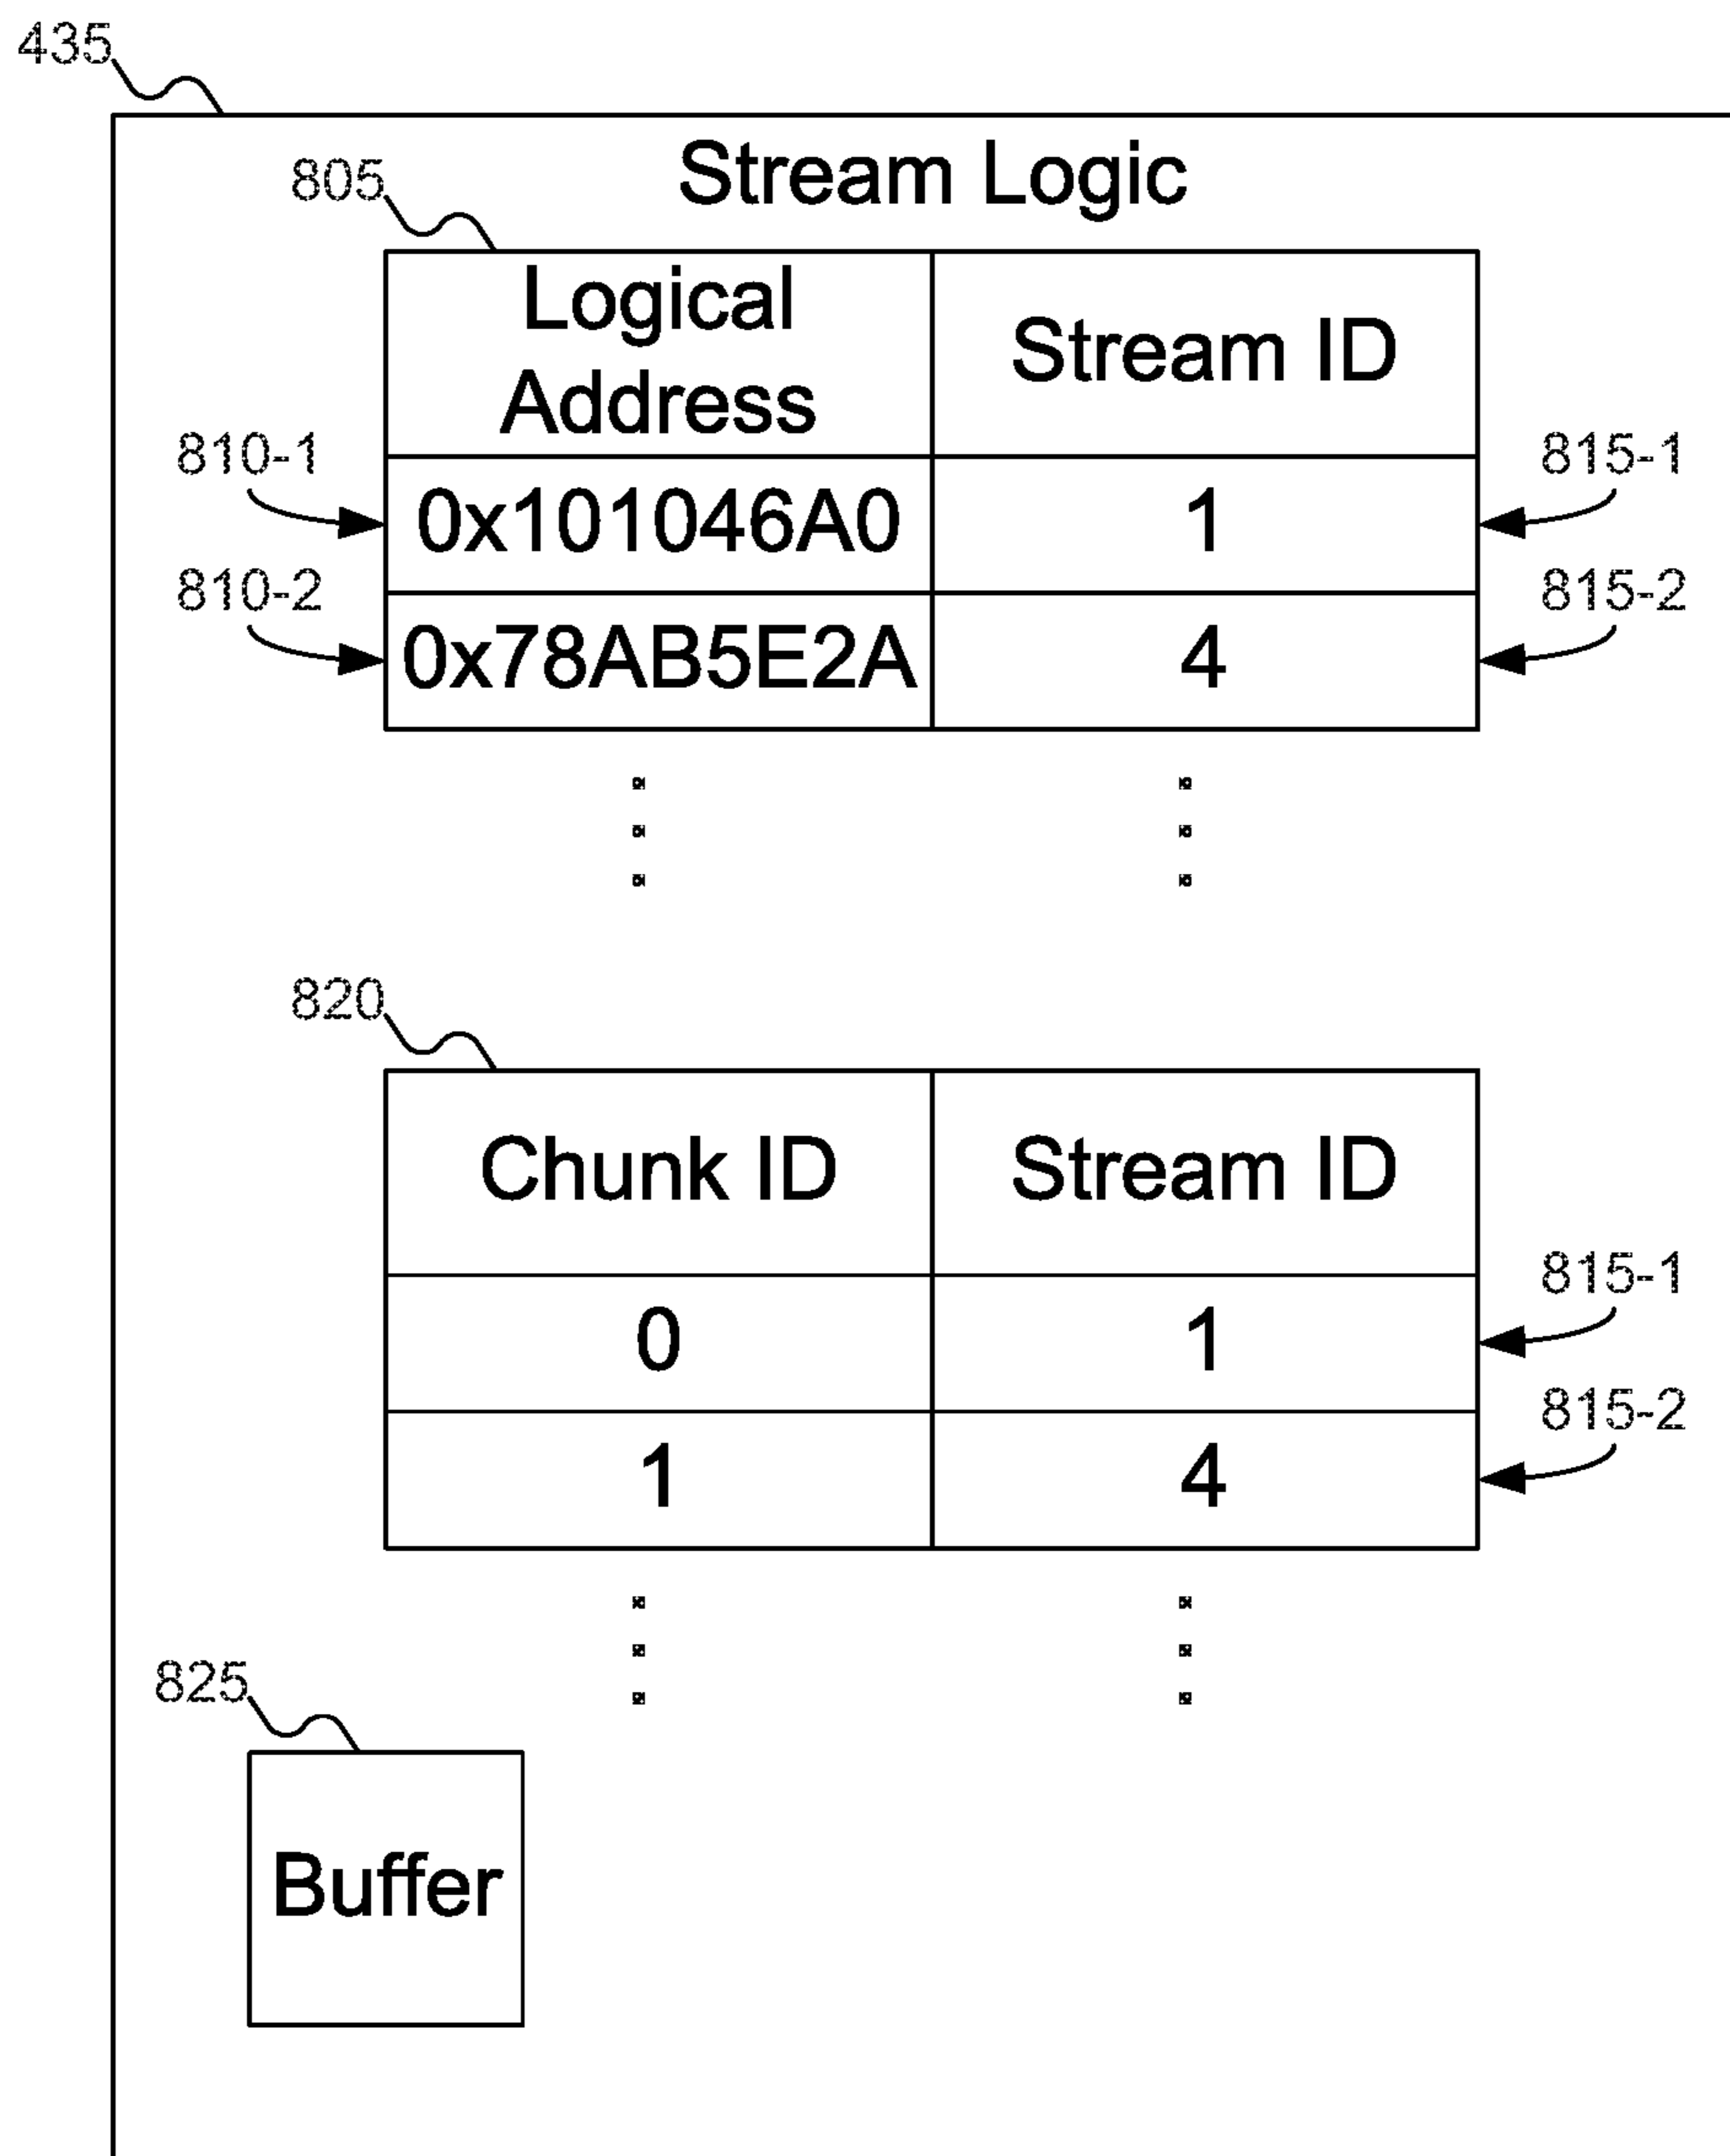 435
Stream Logic
805
Logical
Address
Stream ID
810-1
0x101046A0
1
815-1
810-2
0x78AB5E2A
4
815-2
820
Chunk ID
Stream ID
0
1
815-1
1
4
815-2
825
Buffer